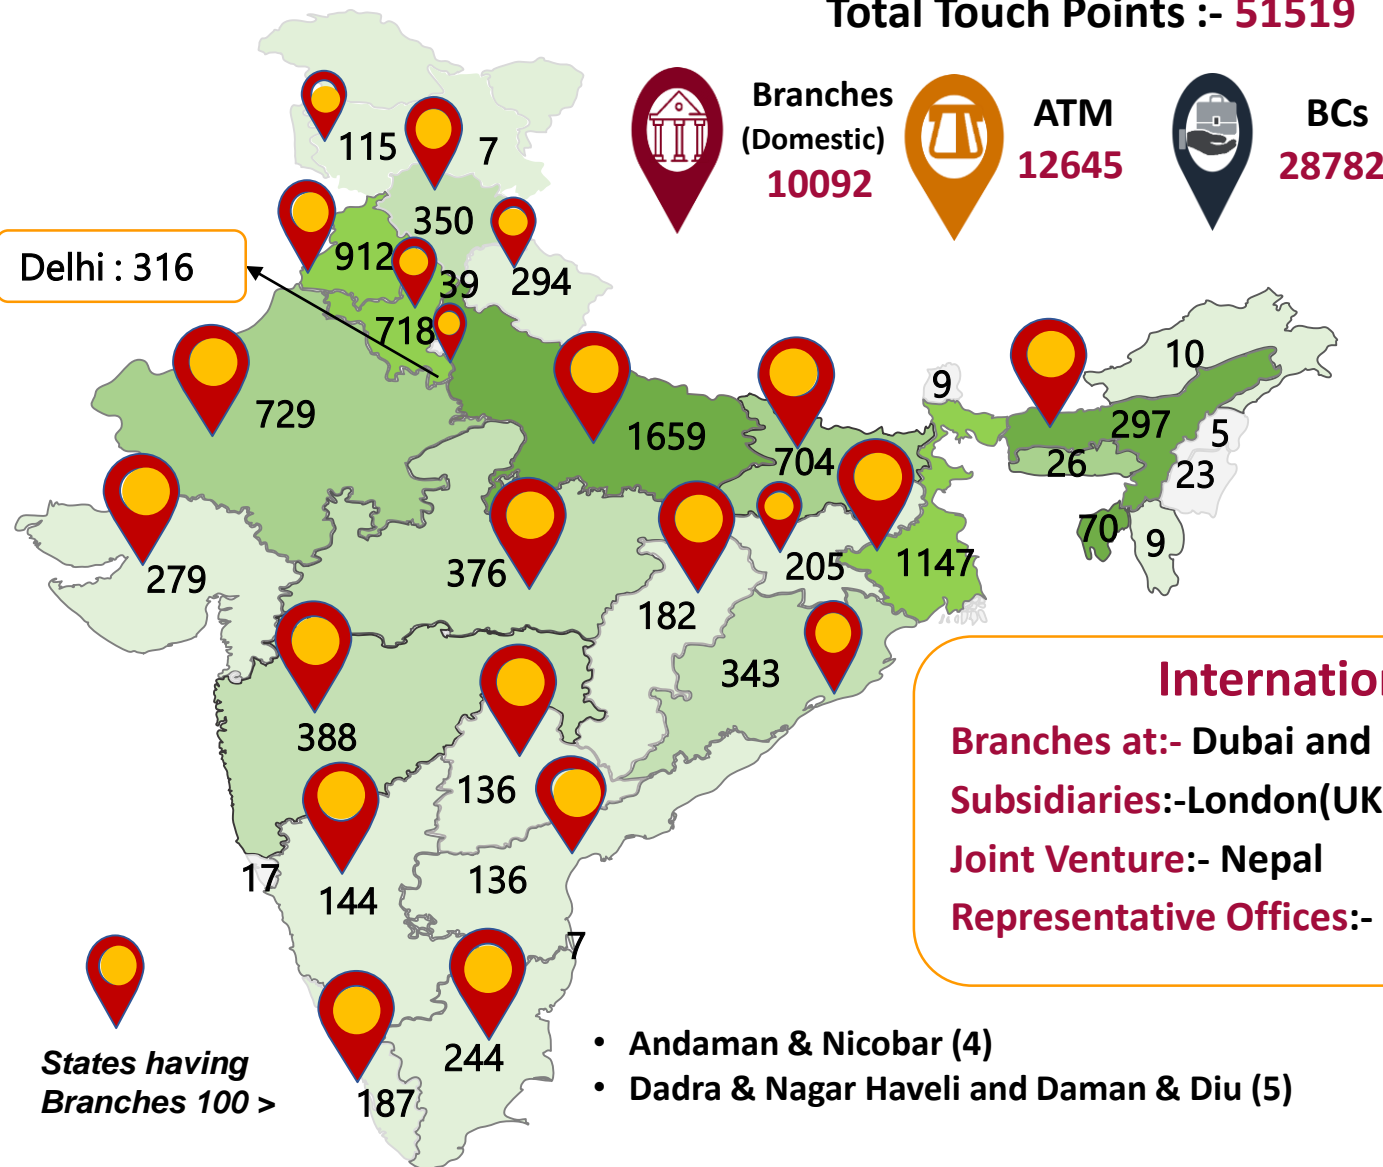 Total Touch Points :- 51519
Branches
(Domestic)
10092
ATM
12645
BCs
28782
115
7
350
912
39
294
Delhi : 316
718
729
1659
704
9
10
297
5
26
23
70
9
279
376
205
1147
182
343
388
136
17
144
136
7
244
187
Internation
Branches at:- Dubai and
Subsidiaries:-London(UK
Joint Venture:- Nepal
Representative Offices:-
States having
Branches 100 >
• Andaman & Nicobar (4)
• Dadra & Nagar Haveli and Daman & Diu (5)